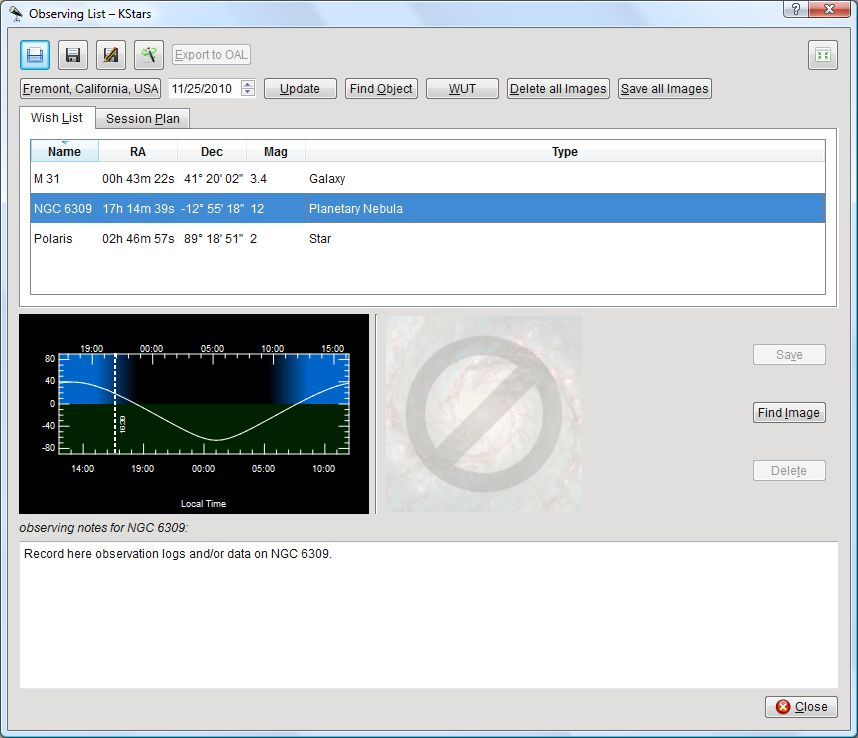 Observing List – KStars
Export to OAL
Fremont, California, USA 11/25/2010 Update Find Object WUT Delete all Images Save all Images
Wish List Session Plan
Name RA Dec Mag Type
M 31 00h 43m 22s 41° 20' 02" 3.4 Galaxy
NGC 6309 17h 14m 39s -12° 55' 18" 12 Planetary Nebula
Polaris 02h 46m 57s 89° 18' 51" 2 Star
19:00 00:00 05:00 10:00 15:00
80
40
0
-40
-80
14:00 19:00 00:00 05:00 10:00
Local Time
Save
Find Image
Delete
observing notes for NGC 6309:
Record here observation logs and/or data on NGC 6309.
Close